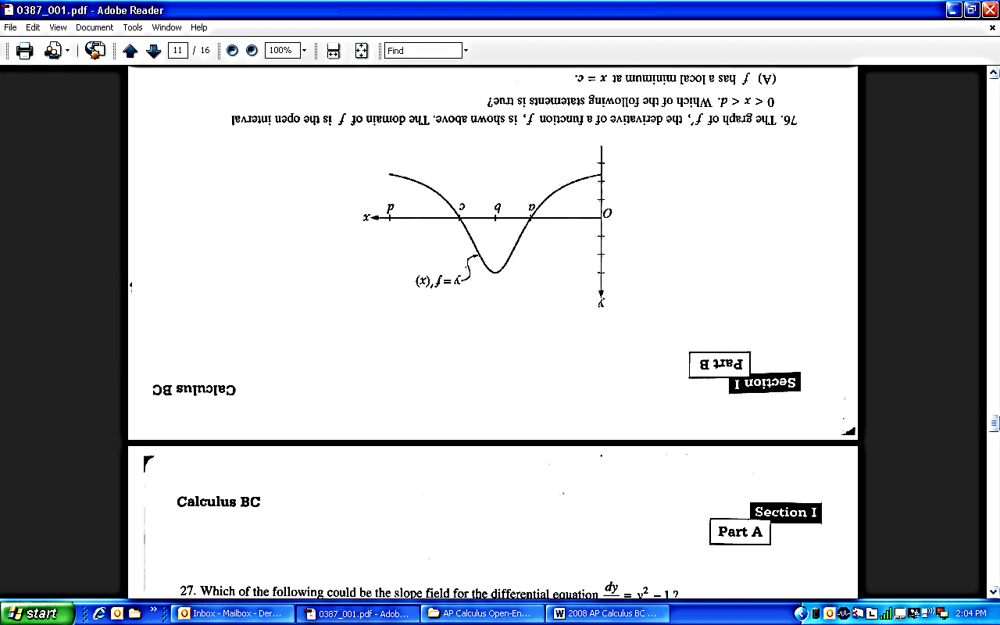 0387_001.pdf - Adobe Reader
File Edit View Document Tools Window Help
11 / 16 100% Find
Calculus BC
Section I
Part B
y
y = f'(x)
O a b c d x
76. The graph of f', the derivative of a function f, is shown above. The domain of f is the open interval
0 < x < d. Which of the following statements is true?
(A) f has a local minimum at x = c.
Calculus BC
Section I
Part A
27. Which of the following could be the slope field for the differential equation dy = y² - 1 ?
start » Inbox - Mailbox - Der... 0387_001.pdf - Adob... AP Calculus Open-En... 2008 AP Calculus BC ... 2:04 PM